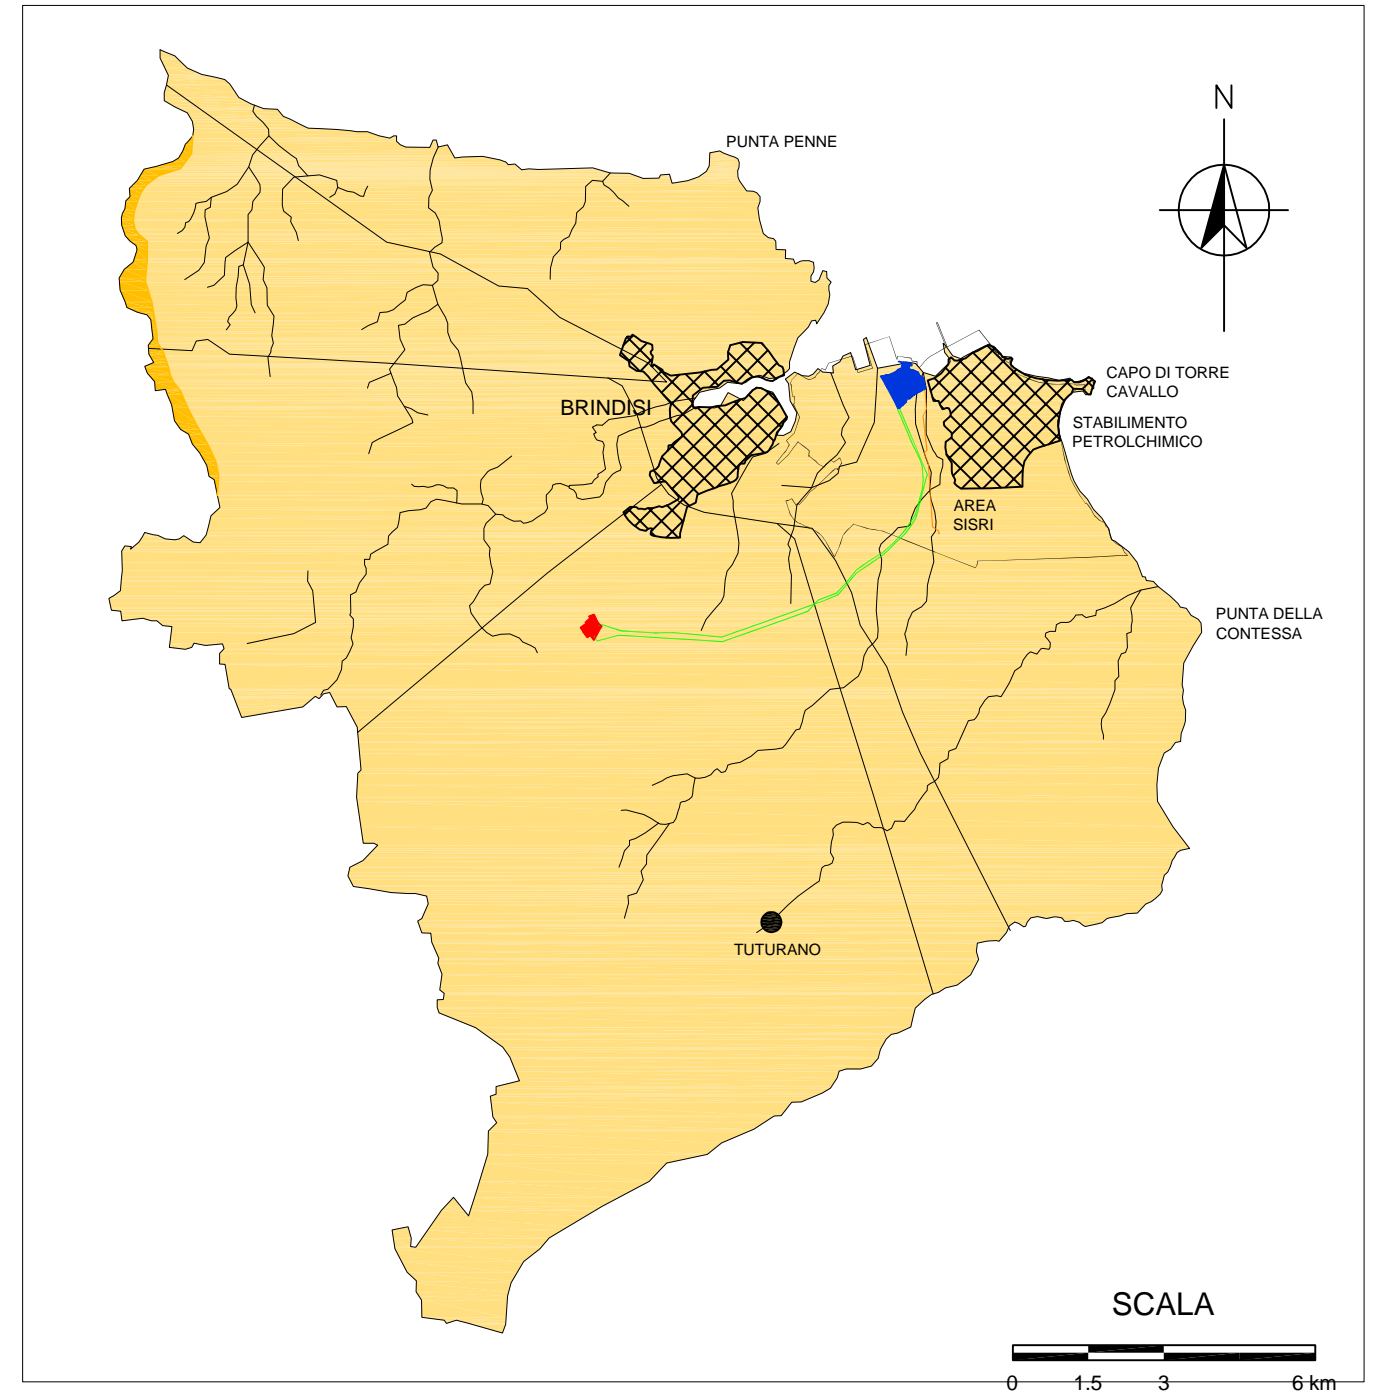 N
PUNTA PENNE
CAPO DI TORRE
CAVALLO
BRINDISI
STABILIMENTO
PETROLCHIMICO
AREA
SISRI
PUNTA DELLA
CONTESSA
TUTURANO
SCALA
0 1.5 3 6 km